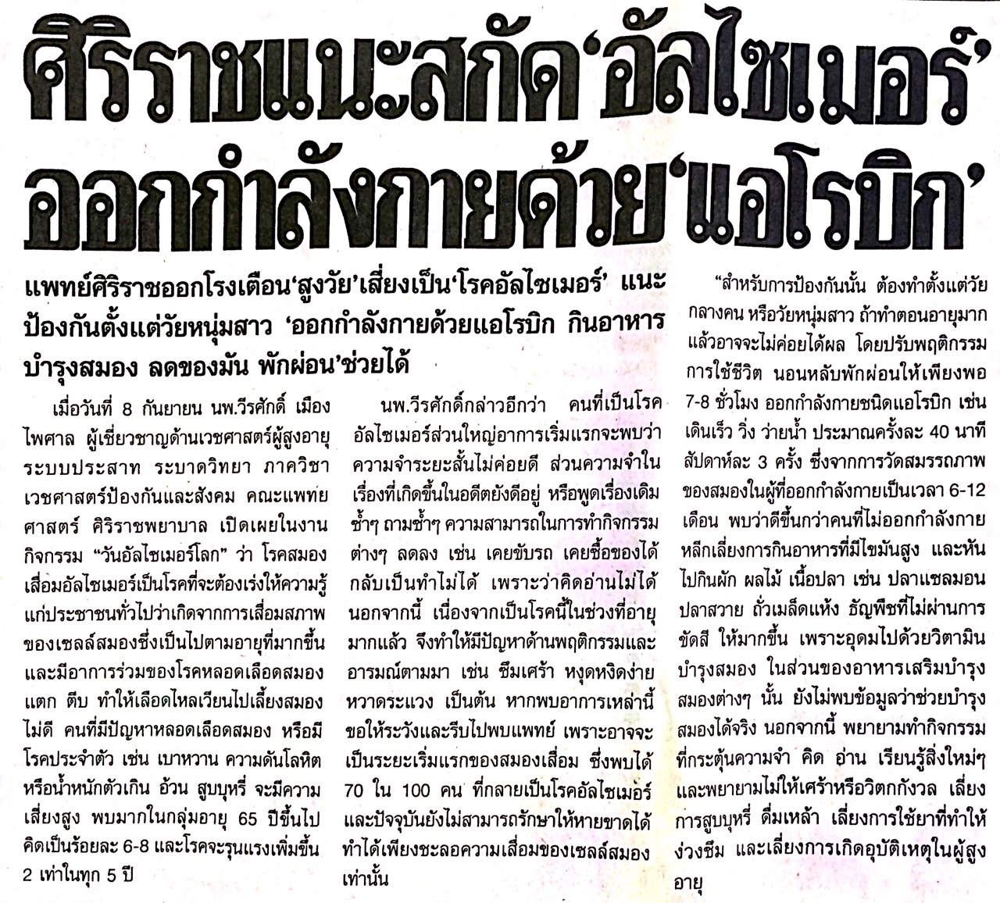 ศิริราชแนะสกัด‘อัลไซเมอร์’
ออกกำลังกายด้วย‘แอโรบิก’
แพทย์ศิริราชออกโรงเตือน‘สูงวัย’เสี่ยงเป็น‘โรคอัลไซเมอร์’ แนะ
ป้องกันตั้งแต่วัยหนุ่มสาว ‘ออกกำลังกายด้วยแอโรบิก กินอาหาร
บำรุงสมอง ลดของมัน พักผ่อน’ช่วยได้
เมื่อวันที่ 8 กันยายน นพ.วีรศักดิ์ เมือง
ไพศาล ผู้เชี่ยวชาญด้านเวชศาสตร์ผู้สูงอายุ
ระบบประสาท ระบาดวิทยา ภาควิชา
เวชศาสตร์ป้องกันและสังคม คณะแพทย
ศาสตร์ ศิริราชพยาบาล เปิดเผยในงาน
กิจกรรม “วันอัลไซเมอร์โลก” ว่า โรคสมอง
เสื่อมอัลไซเมอร์เป็นโรคที่จะต้องเร่งให้ความรู้
แก่ประชาชนทั่วไปว่าเกิดจากการเสื่อมสภาพ
ของเซลล์สมองซึ่งเป็นไปตามอายุที่มากขึ้น
และมีอาการร่วมของโรคหลอดเลือดสมอง
แตก ตีบ ทำให้เลือดไหลเวียนไปเลี้ยงสมอง
ไม่ดี คนที่มีปัญหาหลอดเลือดสมอง หรือมี
โรคประจำตัว เช่น เบาหวาน ความดันโลหิต
หรือน้ำหนักตัวเกิน อ้วน สูบบุหรี่ จะมีความ
เสี่ยงสูง พบมากในกลุ่มอายุ 65 ปีขึ้นไป
คิดเป็นร้อยละ 6-8 และโรคจะรุนแรงเพิ่มขึ้น
2 เท่าในทุก 5 ปี
นพ.วีรศักดิ์กล่าวอีกว่า คนที่เป็นโรค
อัลไซเมอร์ส่วนใหญ่อาการเริ่มแรกจะพบว่า
ความจำระยะสั้นไม่ค่อยดี ส่วนความจำใน
เรื่องที่เกิดขึ้นในอดีตยังดีอยู่ หรือพูดเรื่องเดิม
ซ้ำๆ ถามซ้ำๆ ความสามารถในการทำกิจกรรม
ต่างๆ ลดลง เช่น เคยขับรถ เคยซื้อของได้
กลับเป็นทำไม่ได้ เพราะว่าคิดอ่านไม่ได้
นอกจากนี้ เนื่องจากเป็นโรคนี้ในช่วงที่อายุ
มากแล้ว จึงทำให้มีปัญหาด้านพฤติกรรมและ
อารมณ์ตามมา เช่น ซึมเศร้า หงุดหงิดง่าย
หวาดระแวง เป็นต้น หากพบอาการเหล่านี้
ขอให้ระวังและรีบไปพบแพทย์ เพราะอาจจะ
เป็นระยะเริ่มแรกของสมองเสื่อม ซึ่งพบได้
70 ใน 100 คน ที่กลายเป็นโรคอัลไซเมอร์
และปัจจุบันยังไม่สามารถรักษาให้หายขาดได้
ทำได้เพียงชะลอความเสื่อมของเซลล์สมอง
เท่านั้น
“สำหรับการป้องกันนั้น ต้องทำตั้งแต่วัย
กลางคน หรือวัยหนุ่มสาว ถ้าทำตอนอายุมาก
แล้วอาจจะไม่ค่อยได้ผล โดยปรับพฤติกรรม
การใช้ชีวิต นอนหลับพักผ่อนให้เพียงพอ
7-8 ชั่วโมง ออกกำลังกายชนิดแอโรบิก เช่น
เดินเร็ว วิ่ง ว่ายน้ำ ประมาณครั้งละ 40 นาที
สัปดาห์ละ 3 ครั้ง ซึ่งจากการวัดสมรรถภาพ
ของสมองในผู้ที่ออกกำลังกายเป็นเวลา 6-12
เดือน พบว่าดีขึ้นกว่าคนที่ไม่ออกกำลังกาย
หลีกเลี่ยงการกินอาหารที่มีไขมันสูง และหัน
ไปกินผัก ผลไม้ เนื้อปลา เช่น ปลาแซลมอน
ปลาสวาย ถั่วเมล็ดแห้ง ธัญพืชที่ไม่ผ่านการ
ขัดสี ให้มากขึ้น เพราะอุดมไปด้วยวิตามิน
บำรุงสมอง ในส่วนของอาหารเสริมบำรุง
สมองต่างๆ นั้น ยังไม่พบข้อมูลว่าช่วยบำรุง
สมองได้จริง นอกจากนี้ พยายามทำกิจกรรม
ที่กระตุ้นความจำ คิด อ่าน เรียนรู้สิ่งใหม่ๆ
และพยายามไม่ให้เศร้าหรือวิตกกังวล เลี่ยง
การสูบบุหรี่ ดื่มเหล้า เลี่ยงการใช้ยาที่ทำให้
ง่วงซึม และเลี่ยงการเกิดอุบัติเหตุในผู้สูง
อายุ